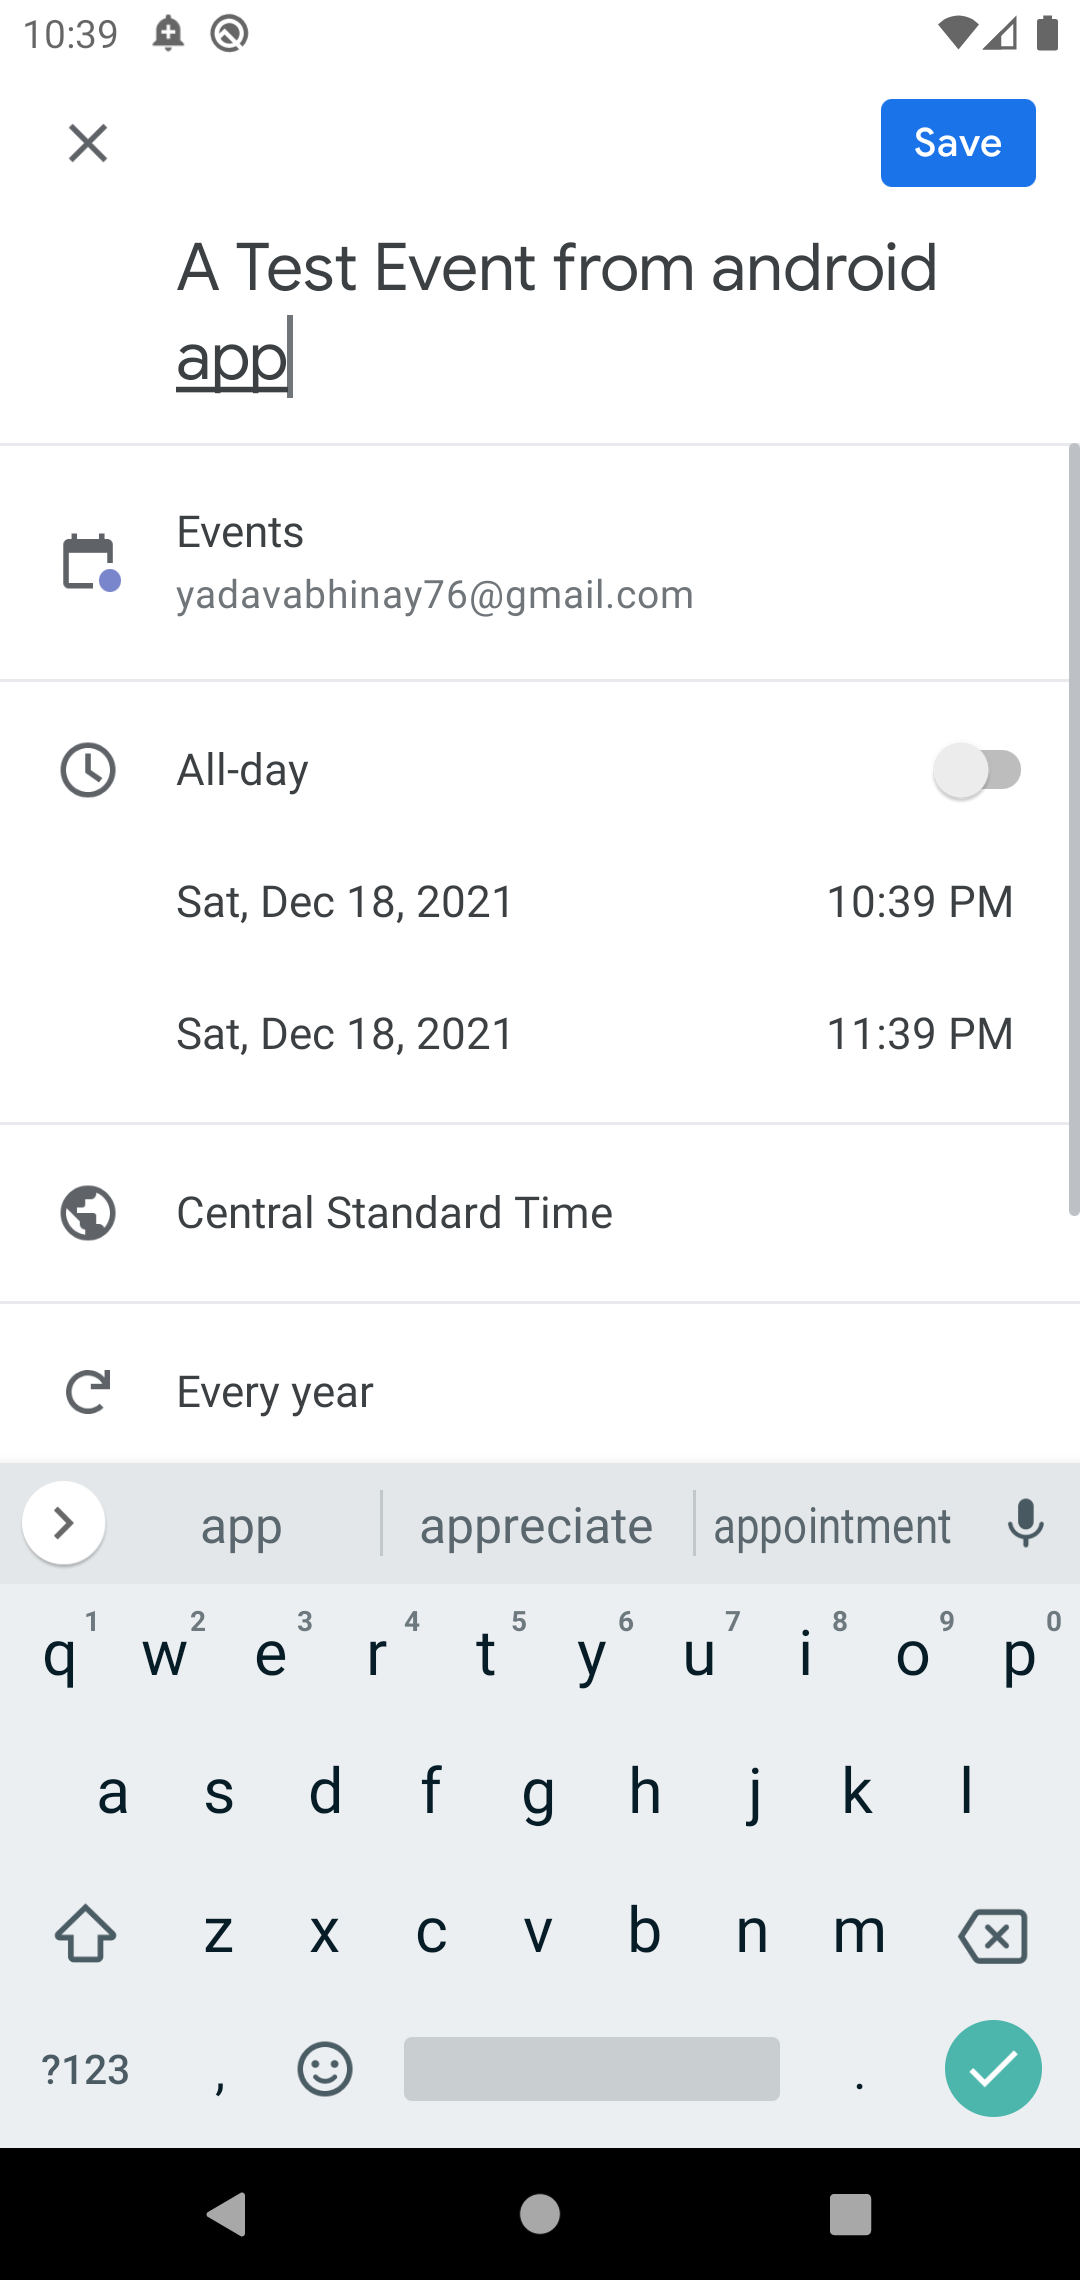 10:39
Save
A Test Event from android
app
Events
yadavabhinay76@gmail.com
All-day
Sat, Dec 18, 2021 10:39 PM
Sat, Dec 18, 2021 11:39 PM
Central Standard Time
Every year
app appreciate appointment
1 2 3 4 5 6 7 8 9 0
q w e r t y u i o p
a s d f g h j k l
z x c v b n m
?123 , .